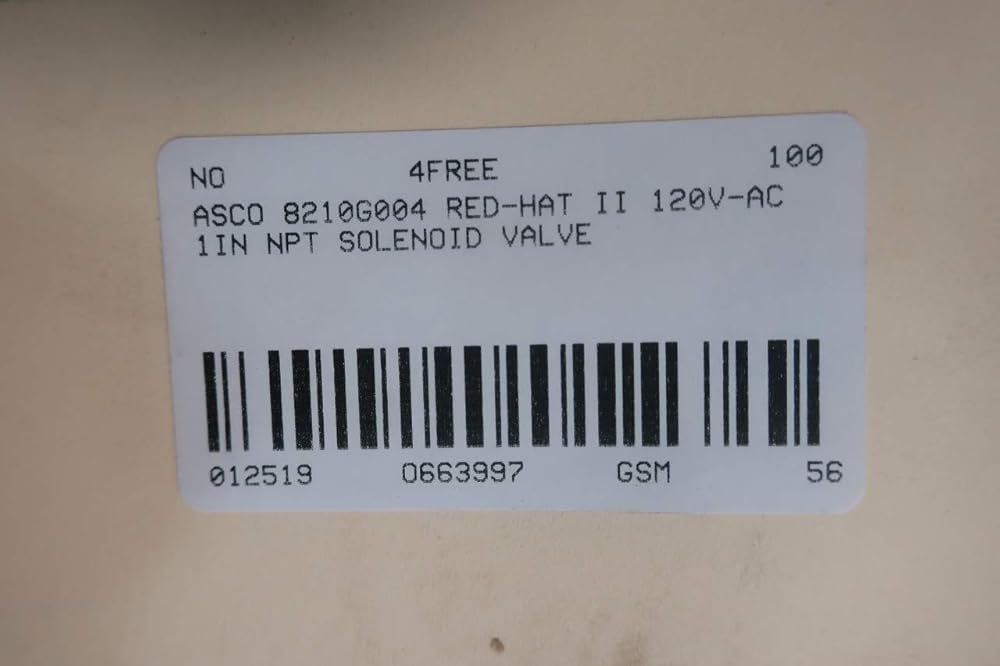 NO 4FREE 100
ASCO 8210G004 RED-HAT II 120V-AC
1IN NPT SOLENOID VALVE
012519 0663997 GSM 56